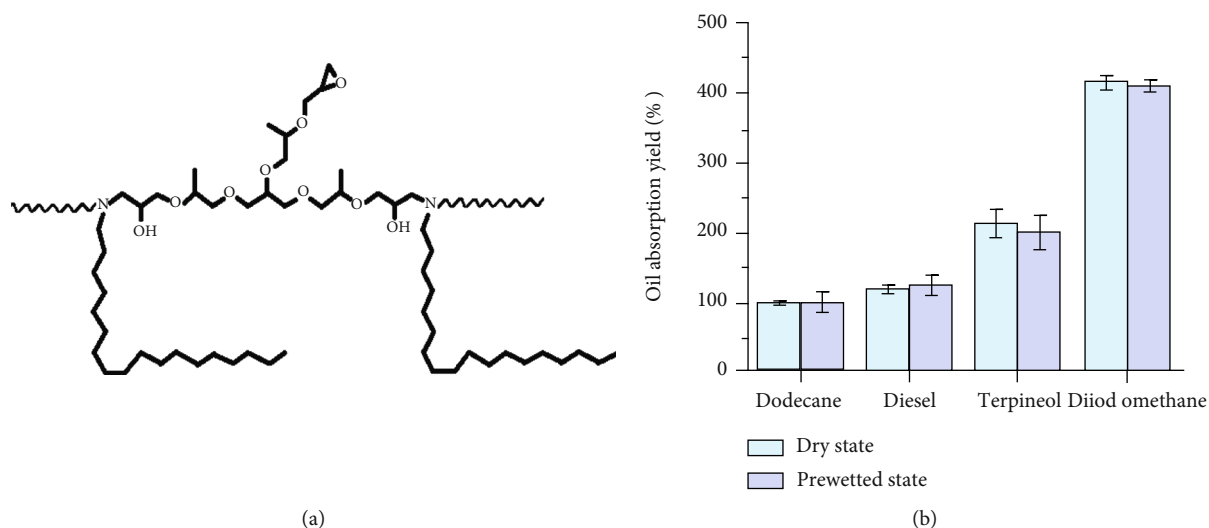 O
O
O
N
O
O
O
O
N
OH
OH
(a)
500
400
300
200
100
0
Oil absorption yield (%)
Dodecane Diesel Terpineol Diiod omethane
Dry state
Prewetted state
(b)